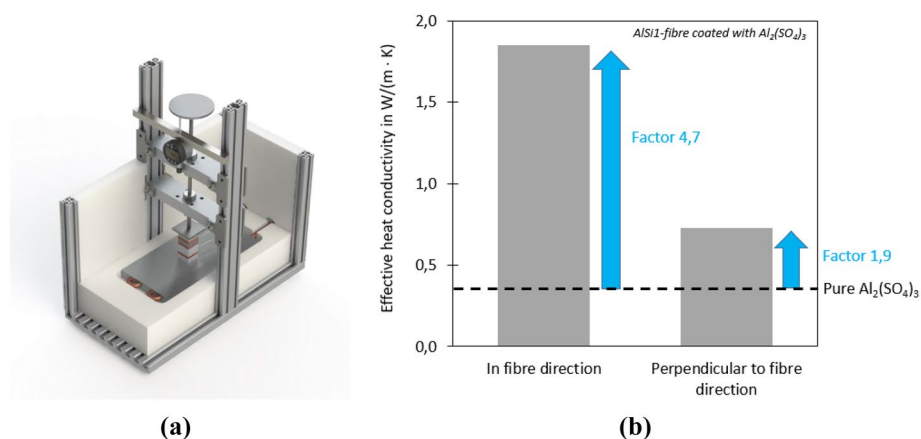 2,0
1,5
1,0
0,5
0,0
Effective heat conductivity in W/(m · K)
AlSi1-fibre coated with Al₂(SO₄)₃
Factor 4,7
Factor 1,9
Pure Al₂(SO₄)₃
In fibre direction
Perpendicular to fibre
direction
(a)
(b)